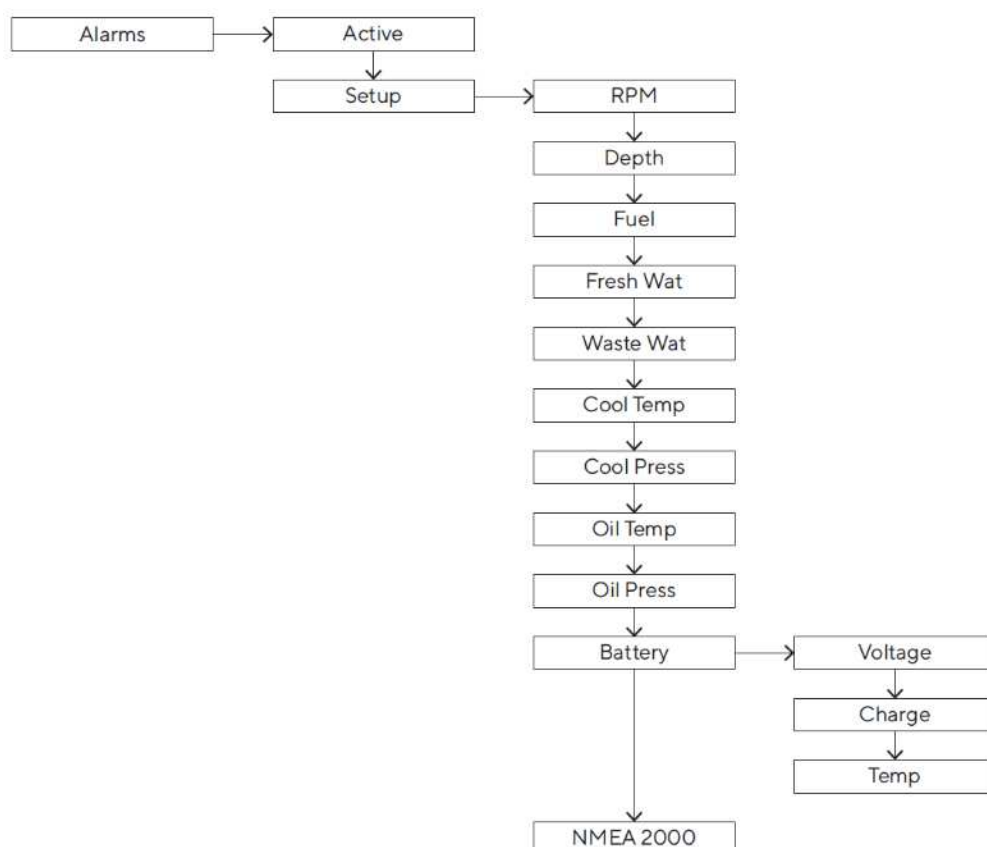 Alarms
Active
Setup
RPM
Depth
Fuel
Fresh Wat
Waste Wat
Cool Temp
Cool Press
Oil Temp
Oil Press
Battery
Voltage
Charge
Temp
NMEA 2000